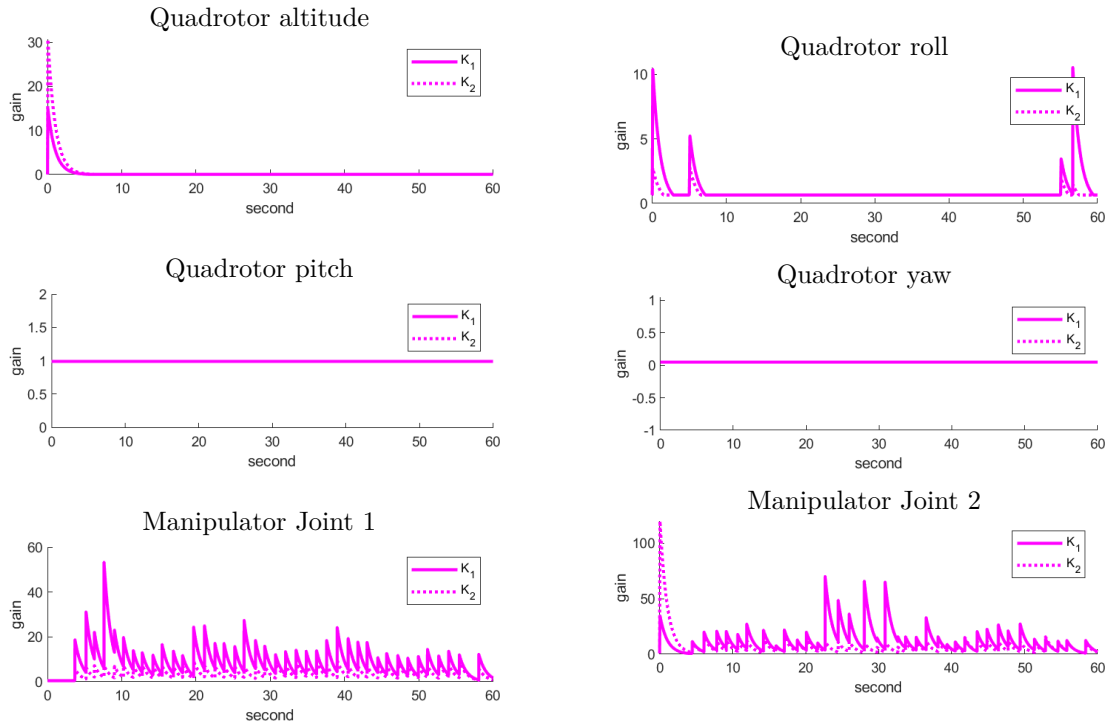 Quadrotor altitude
30
20
10
0
gain
0 10 20 30 40 50 60
second
K1
K2
Quadrotor roll
10
5
0
gain
0 10 20 30 40 50 60
second
K1
K2
Quadrotor pitch
2
1.5
1
0.5
0
gain
0 10 20 30 40 50 60
second
K1
K2
Quadrotor yaw
1
0.5
0
-0.5
-1
gain
0 10 20 30 40 50 60
second
K1
K2
Manipulator Joint 1
60
40
20
0
gain
0 10 20 30 40 50 60
second
K1
K2
Manipulator Joint 2
100
50
0
gain
0 10 20 30 40 50 60
second
K1
K2